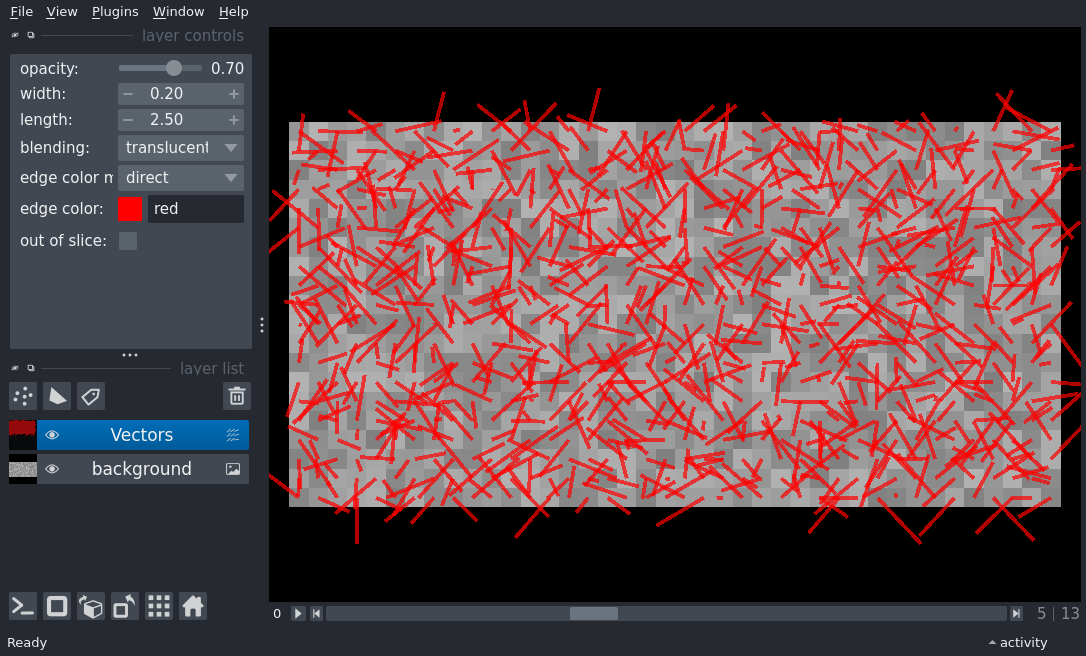 File View Plugins Window Help
layer controls
opacity: 0.70
width: 0.20
length: 2.50
blending: translucent
edge color m direct
edge color: red
out of slice:
layer list
Vectors
background
0 5 13
Ready activity